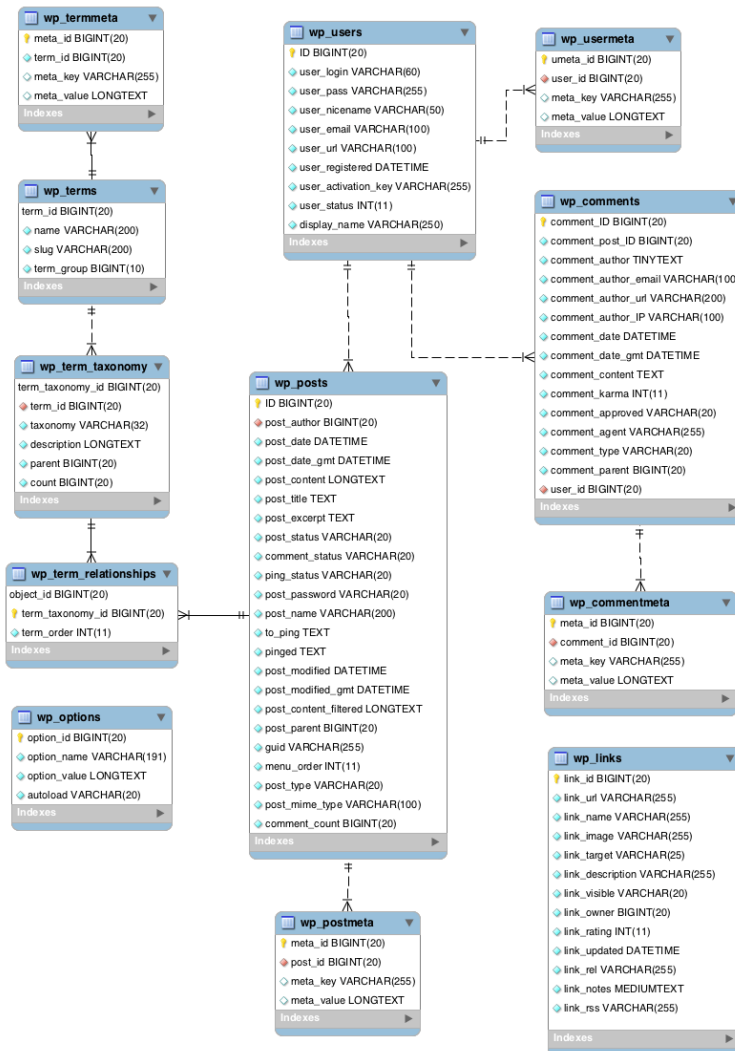 wp_termmeta
meta_id BIGINT(20)
term_id BIGINT(20)
meta_key VARCHAR(255)
meta_value LONGTEXT
Indexes
wp_terms
term_id BIGINT(20)
name VARCHAR(200)
slug VARCHAR(200)
term_group BIGINT(10)
Indexes
wp_term_taxonomy
term_taxonomy_id BIGINT(20)
term_id BIGINT(20)
taxonomy VARCHAR(32)
description LONGTEXT
parent BIGINT(20)
count BIGINT(20)
Indexes
wp_term_relationships
object_id BIGINT(20)
term_taxonomy_id BIGINT(20)
term_order INT(11)
Indexes
wp_options
option_id BIGINT(20)
option_name VARCHAR(191)
option_value LONGTEXT
autoload VARCHAR(20)
Indexes
wp_users
ID BIGINT(20)
user_login VARCHAR(60)
user_pass VARCHAR(255)
user_nicename VARCHAR(50)
user_email VARCHAR(100)
user_url VARCHAR(100)
user_registered DATETIME
user_activation_key VARCHAR(255)
user_status INT(11)
display_name VARCHAR(250)
Indexes
wp_posts
ID BIGINT(20)
post_author BIGINT(20)
post_date DATETIME
post_date_gmt DATETIME
post_content LONGTEXT
post_title TEXT
post_excerpt TEXT
post_status VARCHAR(20)
comment_status VARCHAR(20)
ping_status VARCHAR(20)
post_password VARCHAR(20)
post_name VARCHAR(200)
to_ping TEXT
pinged TEXT
post_modified DATETIME
post_modified_gmt DATETIME
post_content_filtered LONGTEXT
post_parent BIGINT(20)
guid VARCHAR(255)
menu_order INT(11)
post_type VARCHAR(20)
post_mime_type VARCHAR(100)
comment_count BIGINT(20)
Indexes
wp_postmeta
meta_id BIGINT(20)
post_id BIGINT(20)
meta_key VARCHAR(255)
meta_value LONGTEXT
Indexes
wp_usermeta
umeta_id BIGINT(20)
user_id BIGINT(20)
meta_key VARCHAR(255)
meta_value LONGTEXT
Indexes
wp_comments
comment_ID BIGINT(20)
comment_post_ID BIGINT(20)
comment_author TINYTEXT
comment_author_email VARCHAR(100
comment_author_url VARCHAR(200)
comment_author_IP VARCHAR(100)
comment_date DATETIME
comment_date_gmt DATETIME
comment_content TEXT
comment_karma INT(11)
comment_approved VARCHAR(20)
comment_agent VARCHAR(255)
comment_type VARCHAR(20)
comment_parent BIGINT(20)
user_id BIGINT(20)
Indexes
wp_commentmeta
meta_id BIGINT(20)
comment_id BIGINT(20)
meta_key VARCHAR(255)
meta_value LONGTEXT
Indexes
wp_links
link_id BIGINT(20)
link_url VARCHAR(255)
link_name VARCHAR(255)
link_image VARCHAR(255)
link_target VARCHAR(25)
link_description VARCHAR(255)
link_visible VARCHAR(20)
link_owner BIGINT(20)
link_rating INT(11)
link_updated DATETIME
link_rel VARCHAR(255)
link_notes MEDIUMTEXT
link_rss VARCHAR(255)
Indexes